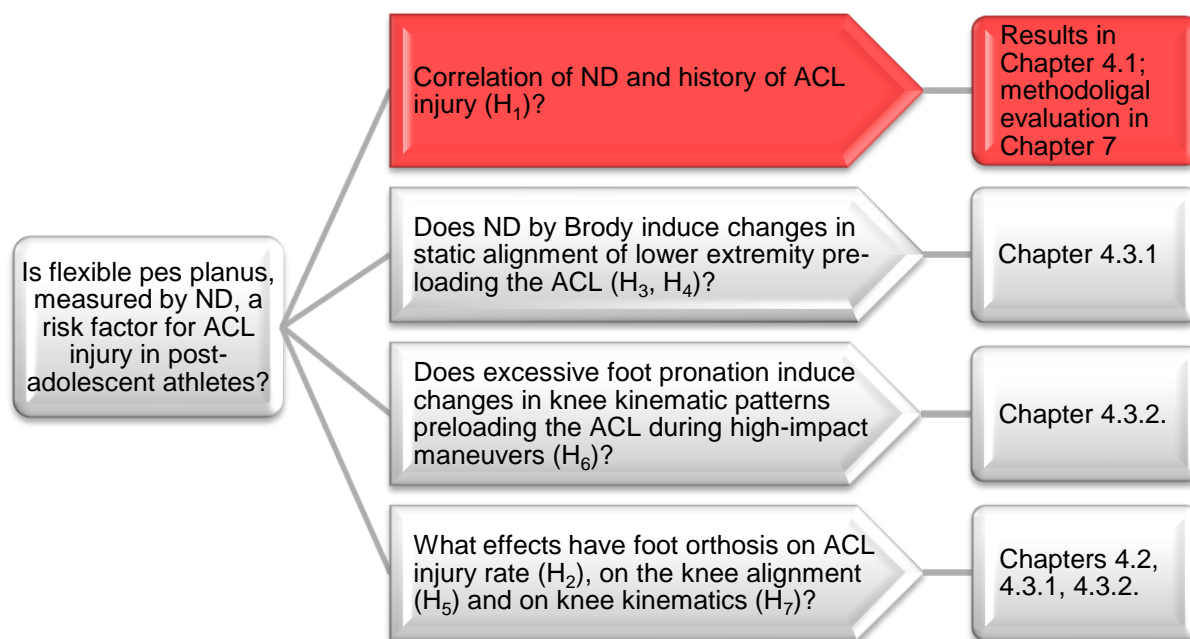 Is flexible pes planus,
measured by ND, a
risk factor for ACL
injury in post-
adolescent athletes?
Correlation of ND and history of ACL
injury (H₁)?
Results in
Chapter 4.1;
methodoligal
evaluation in
Chapter 7
Does ND by Brody induce changes in
static alignment of lower extremity pre-
loading the ACL (H₃, H₄)?
Chapter 4.3.1
Does excessive foot pronation induce
changes in knee kinematic patterns
preloading the ACL during high-impact
maneuvers (H₆)?
Chapter 4.3.2.
What effects have foot orthosis on ACL
injury rate (H₂), on the knee alignment
(H₅) and on knee kinematics (H₇)?
Chapters 4.2,
4.3.1, 4.3.2.